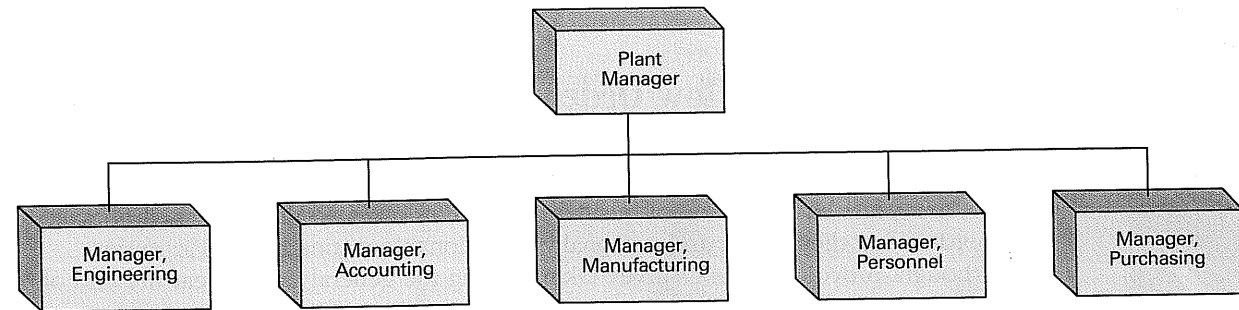 Plant
Manager
Manager,
Engineering
Manager,
Accounting
Manager,
Manufacturing
Manager,
Personnel
Manager,
Purchasing